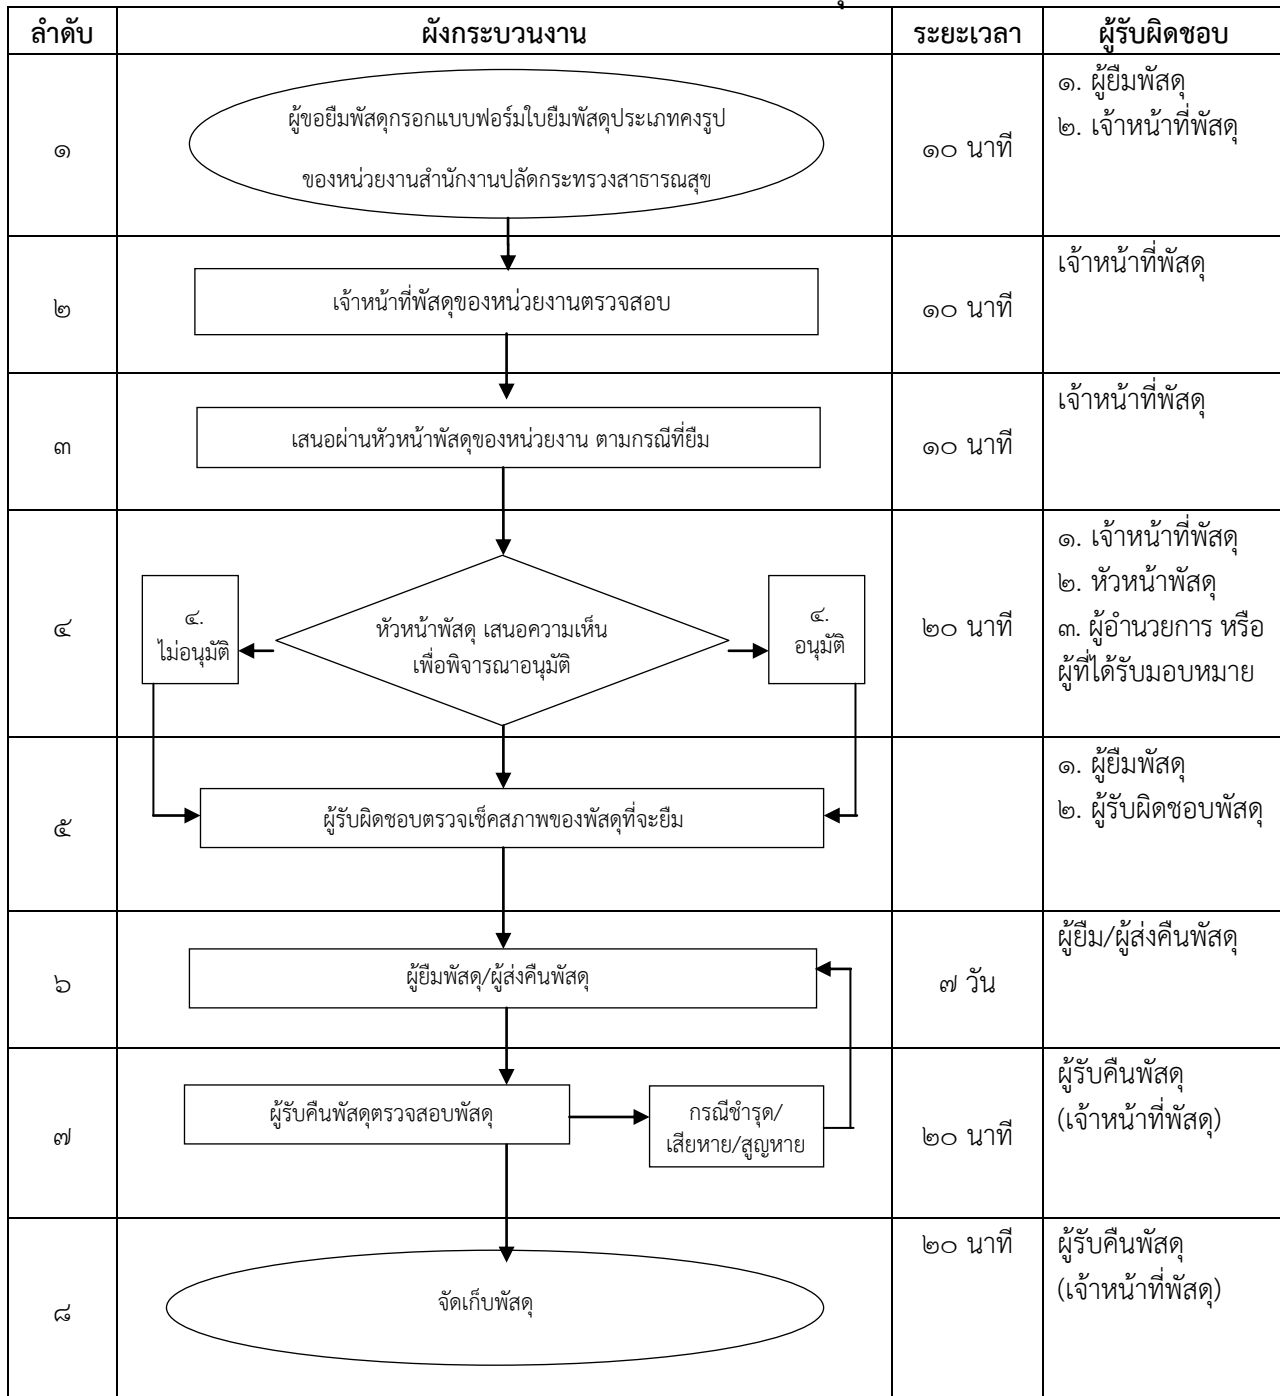 ลำดับ ผังกระบวนงาน ระยะเวลา ผู้รับผิดชอบ
๑
ผู้ขอยืมพัสดุกรอกแบบฟอร์มใบยืมพัสดุประเภทคงรูป
ของหน่วยงานสำนักงานปลัดกระทรวงสาธารณสุข
๑๐ นาที
๑. ผู้ยืมพัสดุ
๒. เจ้าหน้าที่พัสดุ
๒
เจ้าหน้าที่พัสดุของหน่วยงานตรวจสอบ
๑๐ นาที
เจ้าหน้าที่พัสดุ
๓
เสนอผ่านหัวหน้าพัสดุของหน่วยงาน ตามกรณีที่ยืม
๑๐ นาที
เจ้าหน้าที่พัสดุ
๔
๔.
ไม่อนุมัติ
หัวหน้าพัสดุ เสนอความเห็น
เพื่อพิจารณาอนุมัติ
๔.
อนุมัติ
๒๐ นาที
๑. เจ้าหน้าที่พัสดุ
๒. หัวหน้าพัสดุ
๓. ผู้อำนวยการ หรือ
ผู้ที่ได้รับมอบหมาย
๕
ผู้รับผิดชอบตรวจเช็คสภาพของพัสดุที่จะยืม
๑. ผู้ยืมพัสดุ
๒. ผู้รับผิดชอบพัสดุ
๖
ผู้ยืมพัสดุ/ผู้ส่งคืนพัสดุ
๗ วัน
ผู้ยืม/ผู้ส่งคืนพัสดุ
๗
ผู้รับคืนพัสดุตรวจสอบพัสดุ
กรณีชำรุด/
เสียหาย/สูญหาย
๒๐ นาที
ผู้รับคืนพัสดุ
(เจ้าหน้าที่พัสดุ)
๘
จัดเก็บพัสดุ
๒๐ นาที
ผู้รับคืนพัสดุ
(เจ้าหน้าที่พัสดุ)